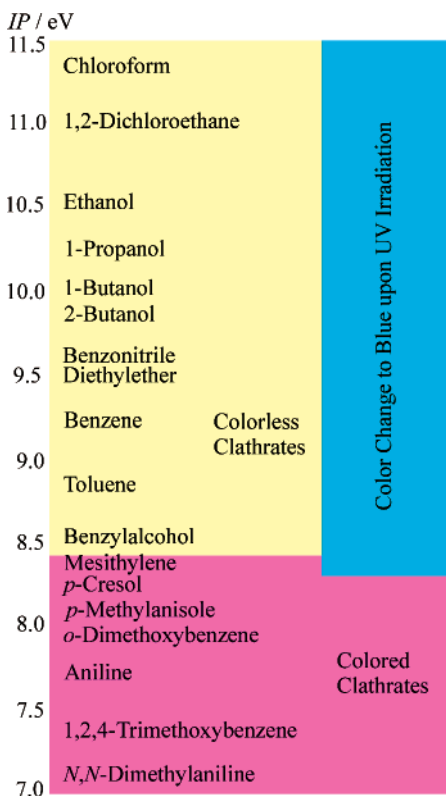 IP / eV
11.5
Chloroform
11.0
1,2-Dichloroethane
10.5
Ethanol
1-Propanol
10.0
1-Butanol
2-Butanol
Benzonitrile
9.5
Diethylether
Benzene
Colorless
Clathrates
9.0
Toluene
8.5
Benzylalcohol
Mesithylene
p-Cresol
p-Methylanisole
8.0
o-Dimethoxybenzene
Aniline
7.5
1,2,4-Trimethoxybenzene
N,N-Dimethylaniline
7.0
Color Change to Blue upon UV Irradiation
Colored
Clathrates